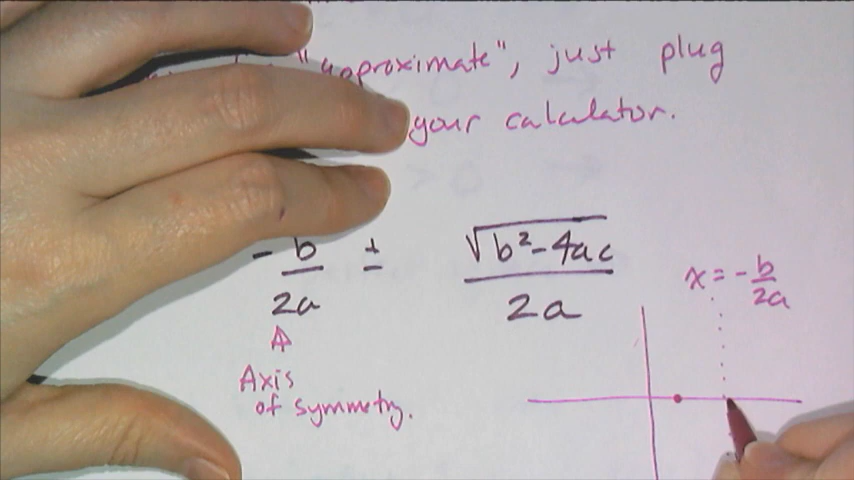 "approximate", just plug
your calculator.
- b/2a ± √(b²-4ac)/2a
x = - b/2a
Axis
of symmetry.